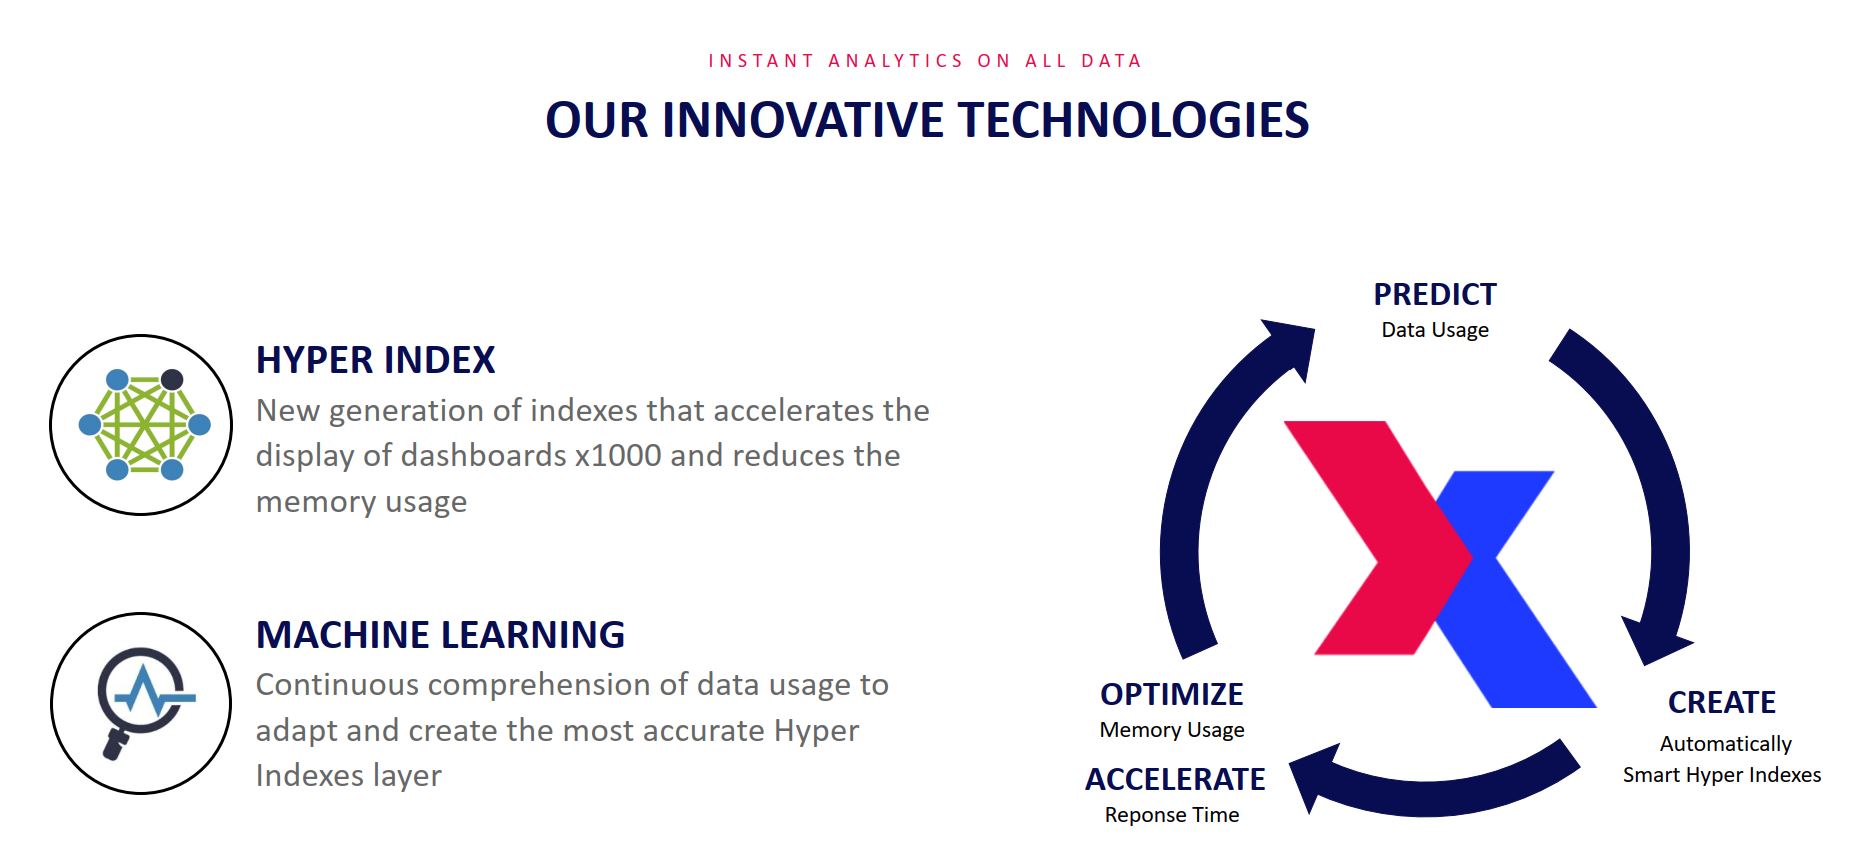 INSTANT ANALYTICS ON ALL DATA
OUR INNOVATIVE TECHNOLOGIES
HYPER INDEX
New generation of indexes that accelerates the
display of dashboards x1000 and reduces the
memory usage
MACHINE LEARNING
Continuous comprehension of data usage to
adapt and create the most accurate Hyper
Indexes layer
PREDICT
Data Usage
CREATE
Automatically
Smart Hyper Indexes
OPTIMIZE
Memory Usage
ACCELERATE
Reponse Time